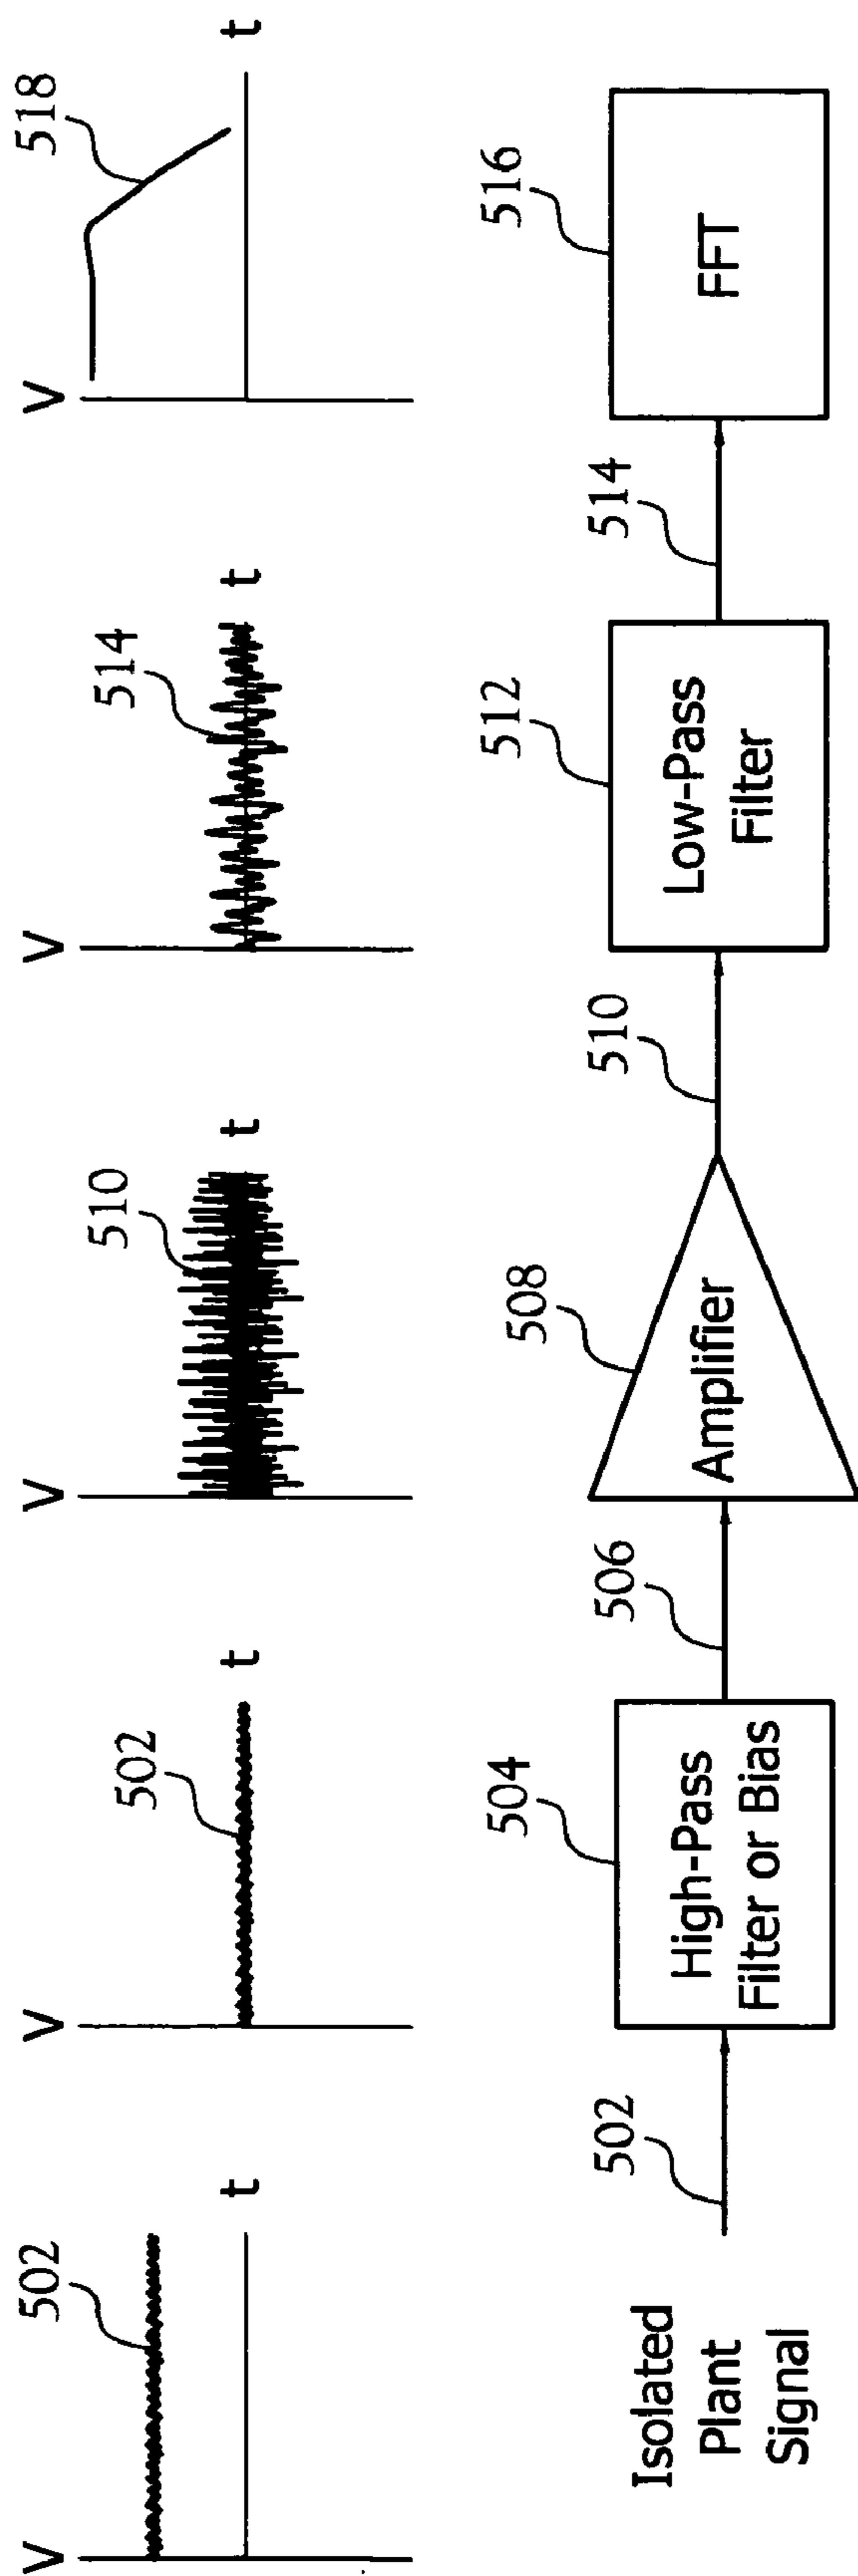 V
502
t
V
502
t
V
510
t
V
514
t
V
518
t
Isolated
Plant
Signal
502
504
High-Pass
Filter or Bias
506
508
Amplifier
510
512
Low-Pass
Filter
514
516
FFT